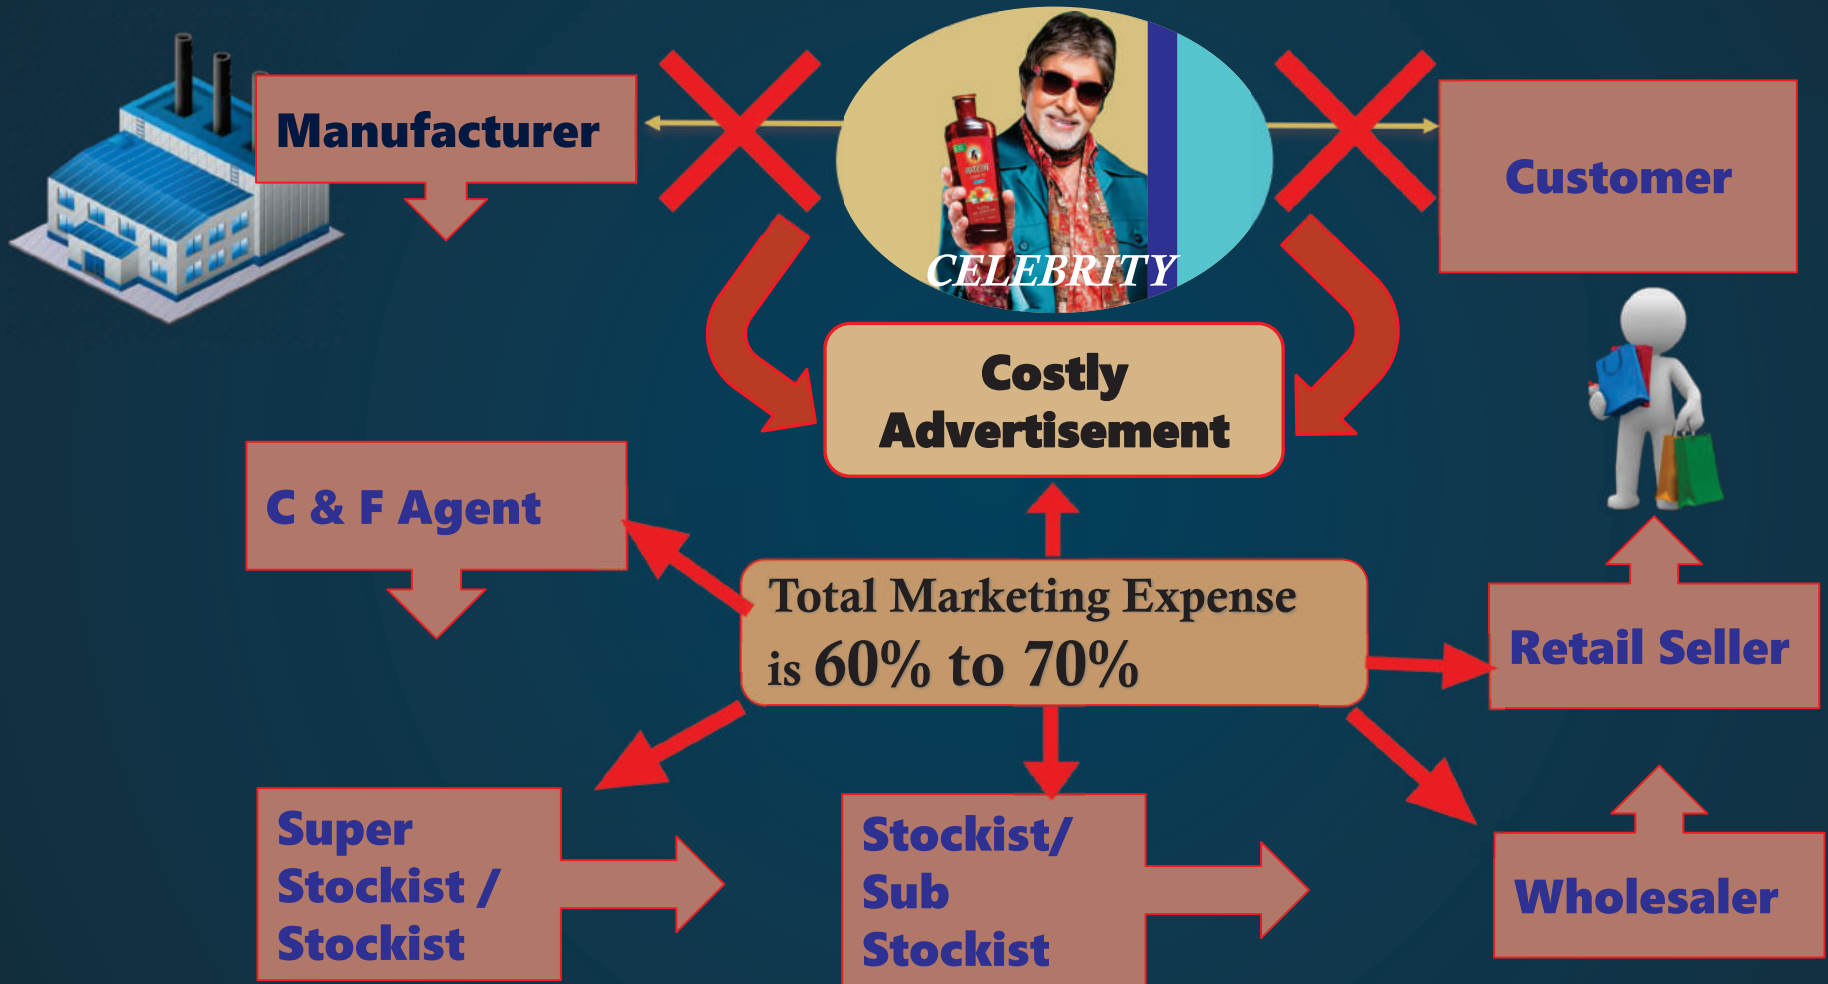 Manufacturer
CELEBRITY
Customer
Costly
Advertisement
C & F Agent
Total Marketing Expense
is 60% to 70%
Retail Seller
Super
Stockist /
Stockist
Stockist/
Sub
Stockist
Wholesaler